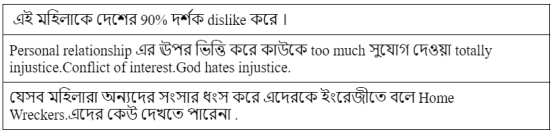 এই মহিলাকে দেশের 90% দর্শক dislike করে ।
Personal relationship এর ঊপর ভিত্তি করে কাউকে too much সুযোগ দেওয়া totally
injustice.Conflict of interest.God hates injustice.
যেসব মহিলারা অন্যদের সংসার ধংস করে এদেরকে ইংরেজীতে বলে Home
Wreckers.এদের কেউ দেখতে পারেনা .